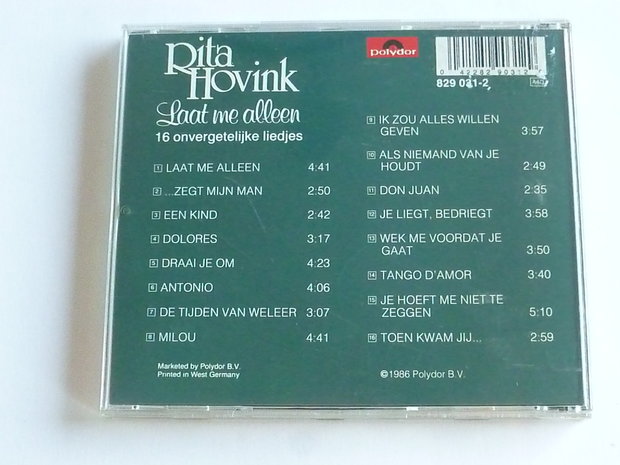 Rita
Hovink
Laat me alleen
16 onvergetelijke liedjes
1 LAAT ME ALLEEN 4:41
2 ...ZEGT MIJN MAN 2:50
3 EEN KIND 2:42
4 DOLORES 3:17
5 DRAAI JE OM 4:23
6 ANTONIO 4:06
7 DE TIJDEN VAN WELEER 3:07
8 MILOU 4:41
Marketed by Polydor B.V.
Printed in West Germany
polydor
0 42282 90312
829 031-2
9 IK ZOU ALLES WILLEN
GEVEN 3:57
10 ALS NIEMAND VAN JE
HOUDT 2:49
11 DON JUAN 2:35
12 JE LIEGT, BEDRIEGT 3:58
13 WEK ME VOORDAT JE
GAAT 3:50
14 TANGO D'AMOR 3:40
15 JE HOEFT ME NIET TE
ZEGGEN 5:10
16 TOEN KWAM JIJ... 2:59
©1986 Polydor B.V.